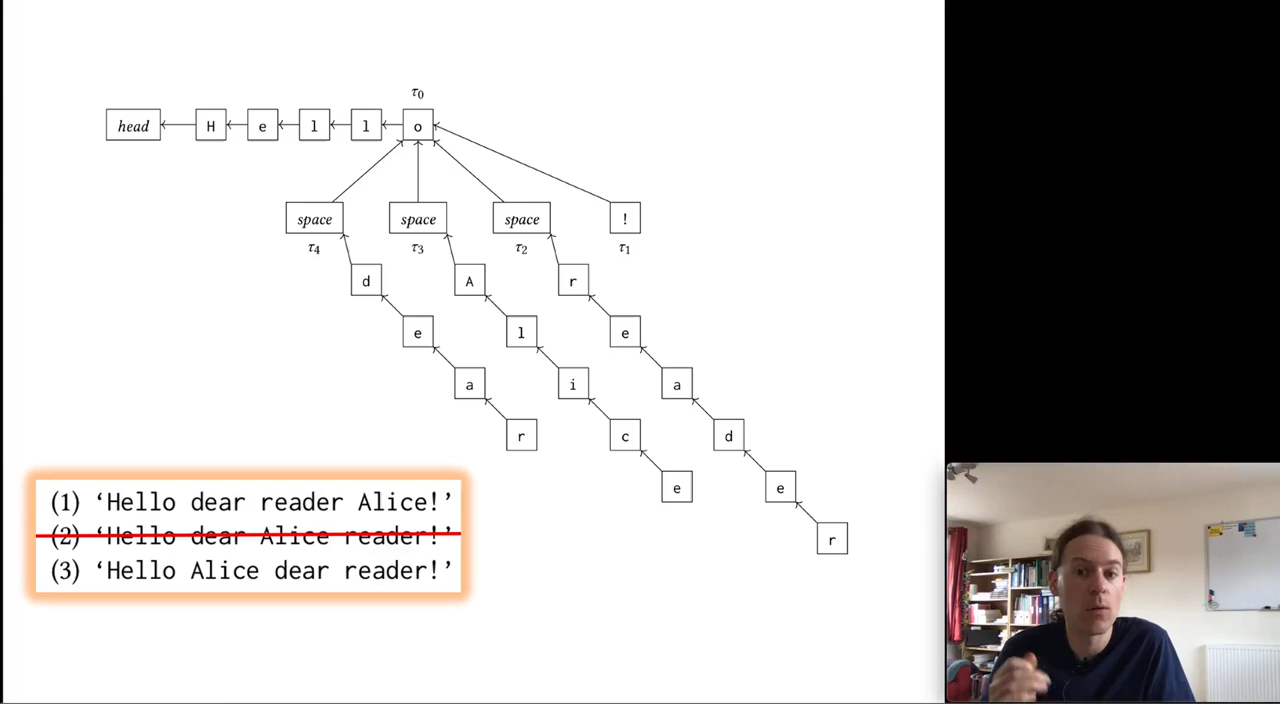 τ0
head H e l l o
space space space !
τ4 τ3 τ2 τ1
d A r
e l e
a i a
r c d
e e
r
(1) ‘Hello dear reader Alice!’
(2) ‘Hello dear Alice reader!’
(3) ‘Hello Alice dear reader!’